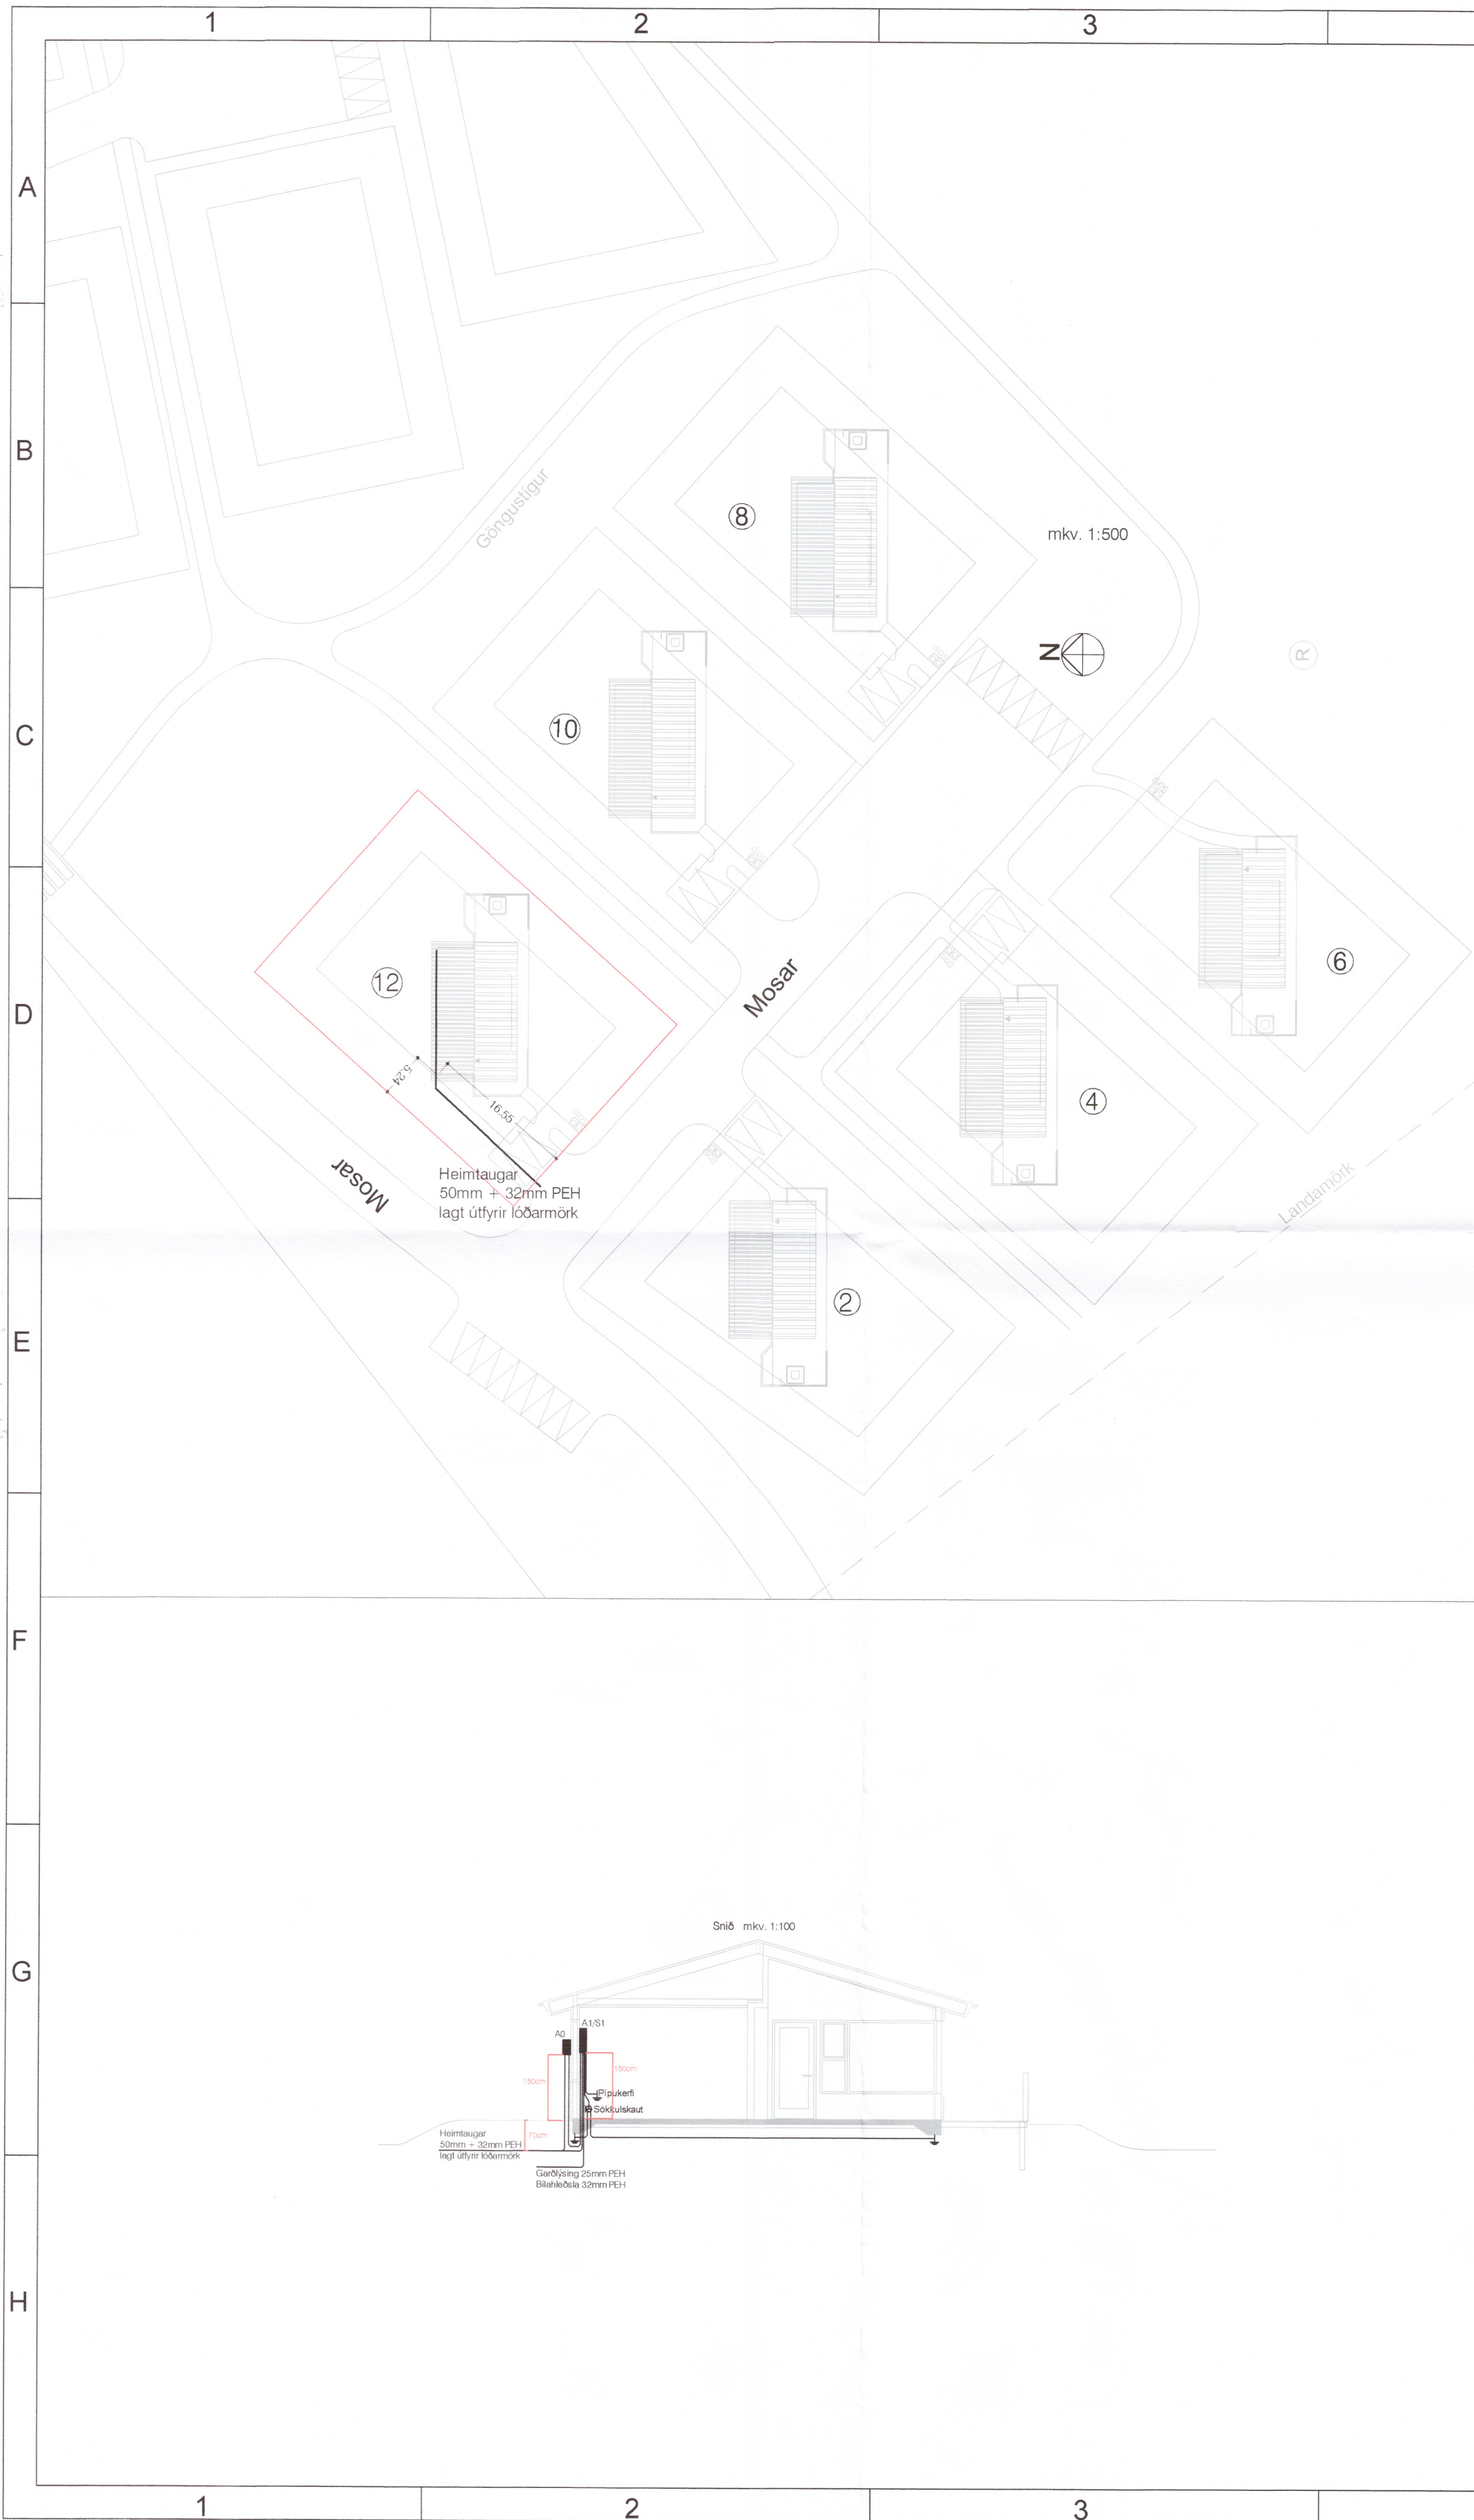 1
2
3
A
B
C
D
E
F
G
H
Göngustígur
8
mkv. 1:500
N
R
10
12
6
Mosar
4
5.24
16.55
Mosar
Heimtaugar
50mm + 32mm PEH
lagt útfyrir lóðarmörk
Landamörk
2
Snið mkv. 1:100
A0
A1/S1
150cm
150cm
Pípukerfi
Sökkulskaut
70cm
Heimtaugar
50mm + 32mm PEH
lagt útfyrir lóðarmörk
Garðlýsing 25mm PEH
Bílahleðsla 32mm PEH
1
2
3